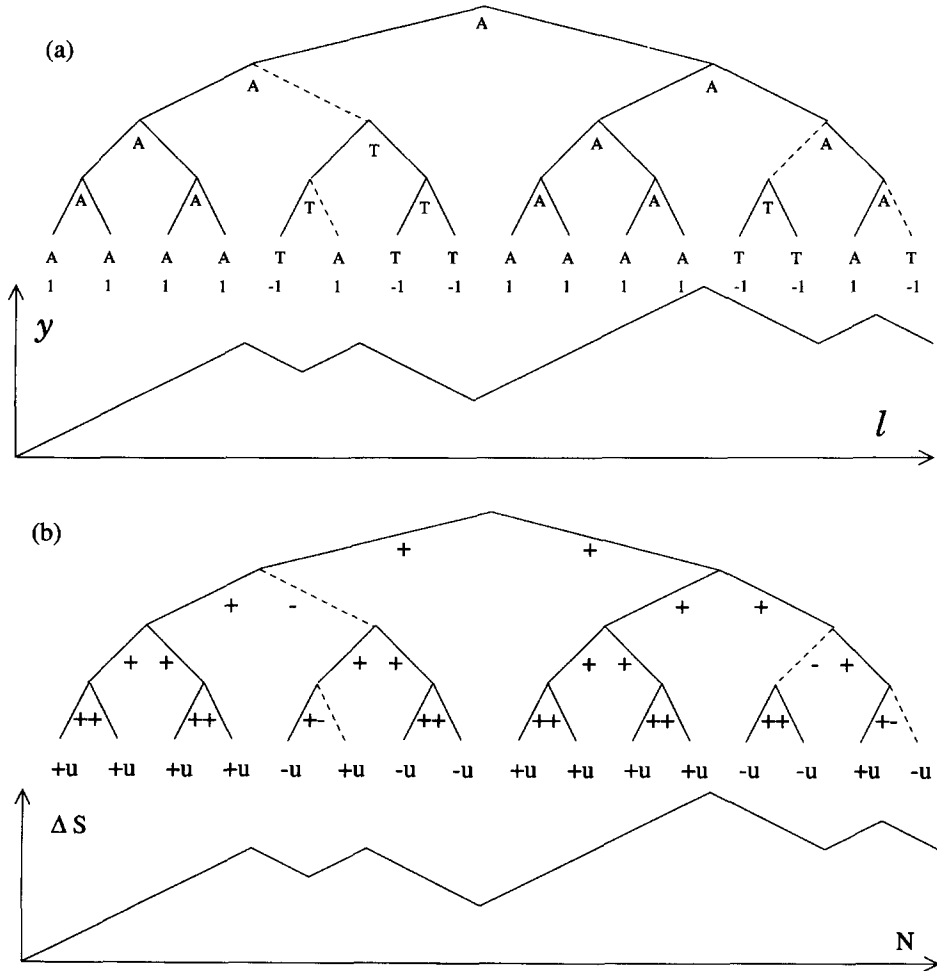 (a)
A
A A
A T A A
A A T T A A T A
A A A A T A T T A A A A T T A T
1 1 1 1 -1 1 -1 -1 1 1 1 1 -1 -1 1 -1
y
l
(b)
+ +
+ - + +
+ + + + + + - +
++ ++ +- ++ ++ ++ ++ +-
+u +u +u +u -u +u -u -u +u +u +u +u -u -u +u -u
Δ S
N